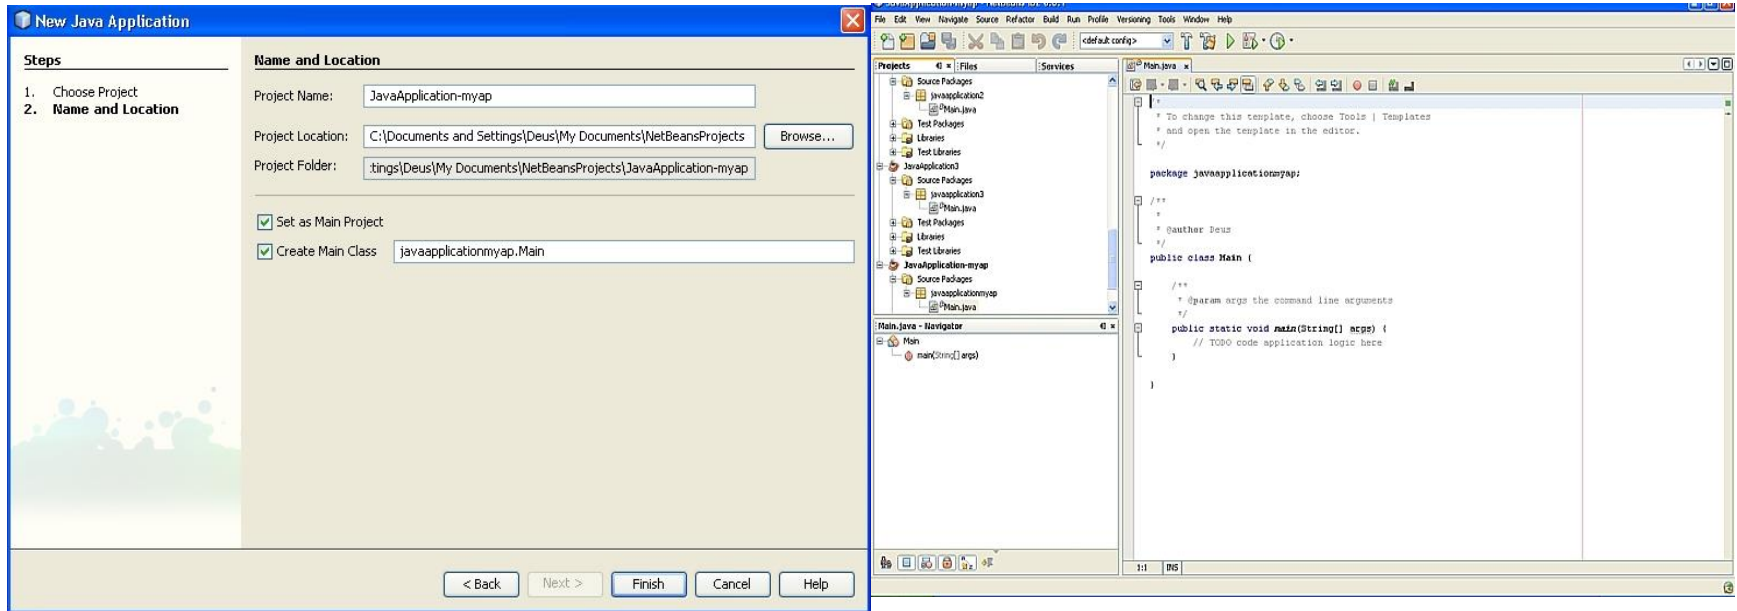 New Java Application
Steps
1. Choose Project
2. Name and Location
Name and Location
Project Name: JavaApplication-myap
Project Location: C:\Documents and Settings\Deus\My Documents\NetBeansProjects Browse...
Project Folder: :tings\Deus\My Documents\NetBeansProjects\JavaApplication-myap
Set as Main Project
Create Main Class javaapplicationmyap.Main
< Back Next > Finish Cancel Help
File Edit View Navigate Source Refactor Build Run Profile Versioning Tools Window Help
<default config>
Projects Files Services
Source Packages
javaapplication2
Main.java
Test Packages
Libraries
Test Libraries
JavaApplication3
Source Packages
javaapplication3
Main.java
Test Packages
Libraries
Test Libraries
JavaApplication-myap
Source Packages
javaapplicationmyap
Main.java
Main.java - Navigator
Main
main(String[] args)
Main.java
/*
* To change this template, choose Tools | Templates
* and open the template in the editor.
*/
package javaapplicationmyap;
/**
*
* @author Deus
*/
public class Main {
/**
* @param args the command line arguments
*/
public static void main(String[] args) {
// TODO code application logic here
}
}
1:1 INS